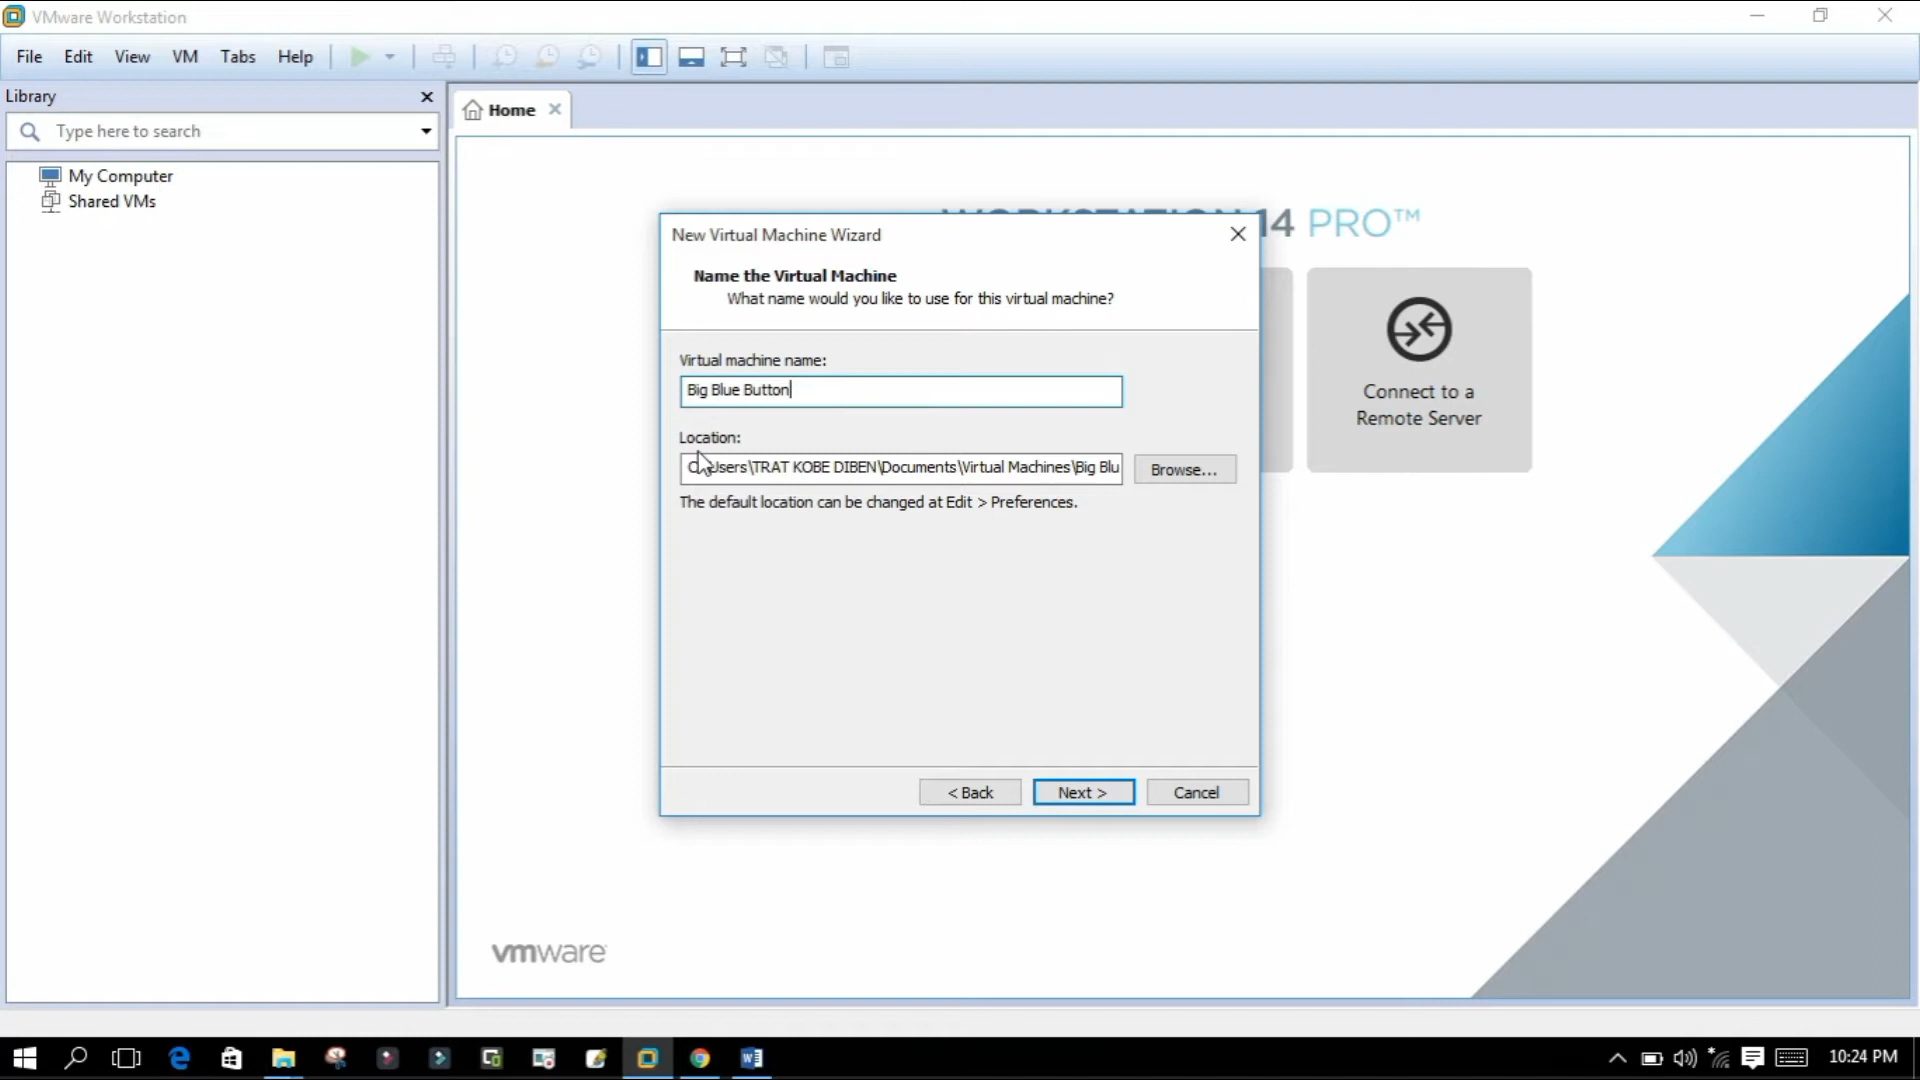 VMware Workstation
File Edit View VM Tabs Help
Library
Home
Type here to search
My Computer
Shared VMs
WORKSTATION 14 PRO™
New Virtual Machine Wizard
Name the Virtual Machine
What name would you like to use for this virtual machine?
Virtual machine name:
Big Blue Button
Location:
C:\Users\TRAT KOBE DIBEN\Documents\Virtual Machines\Big Blu
Browse...
The default location can be changed at Edit > Preferences.
< Back
Next >
Cancel
Connect to a
Remote Server
vmware
10:24 PM